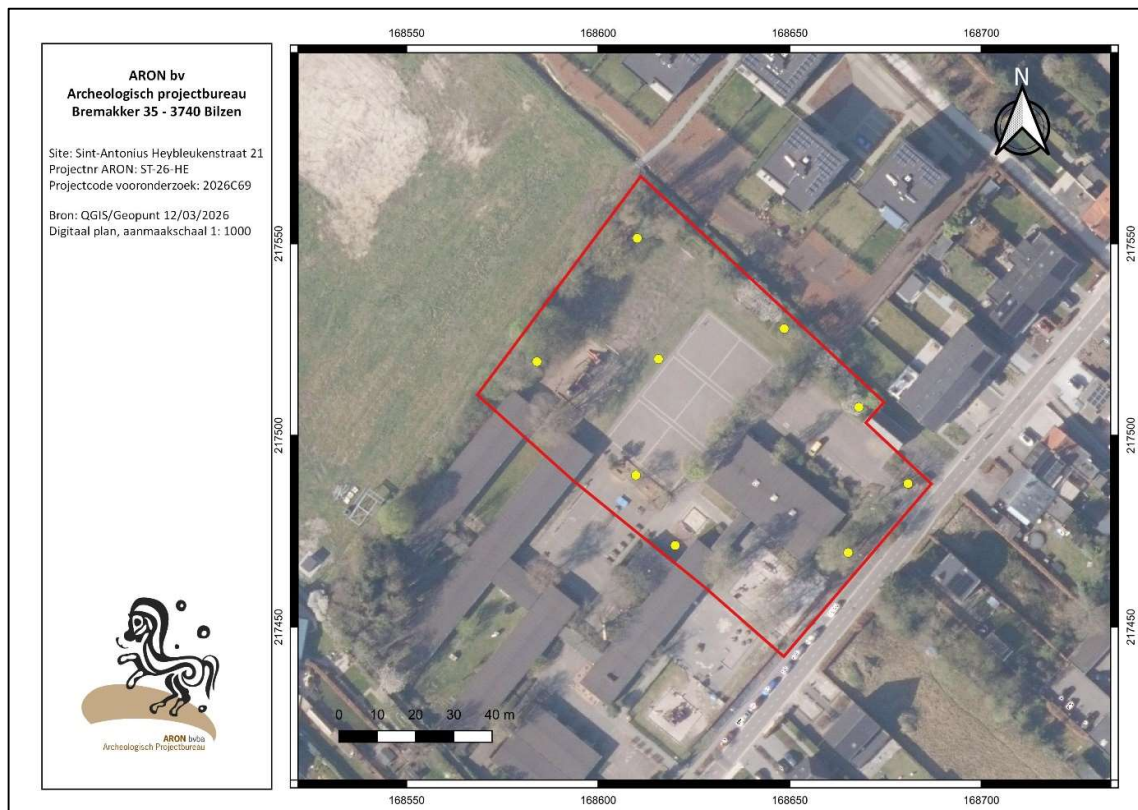 ARON bv
Archeologisch projectbureau
Bremakker 35 - 3740 Bilzen
Site: Sint-Antonius Heybleukenstraat 21
Projectnr ARON: ST-26-HE
Projectcode vooronderzoek: 2026C69
Bron: QGIS/Geopunt 12/03/2026
Digitaal plan, aanmaakschaal 1: 1000
ARON bvba
Archeologisch Projectbureau
168550 168600 168650 168700
N
217550 217550
217500 217500
217450 217450
0 10 20 30 40 m
168550 168600 168650 168700